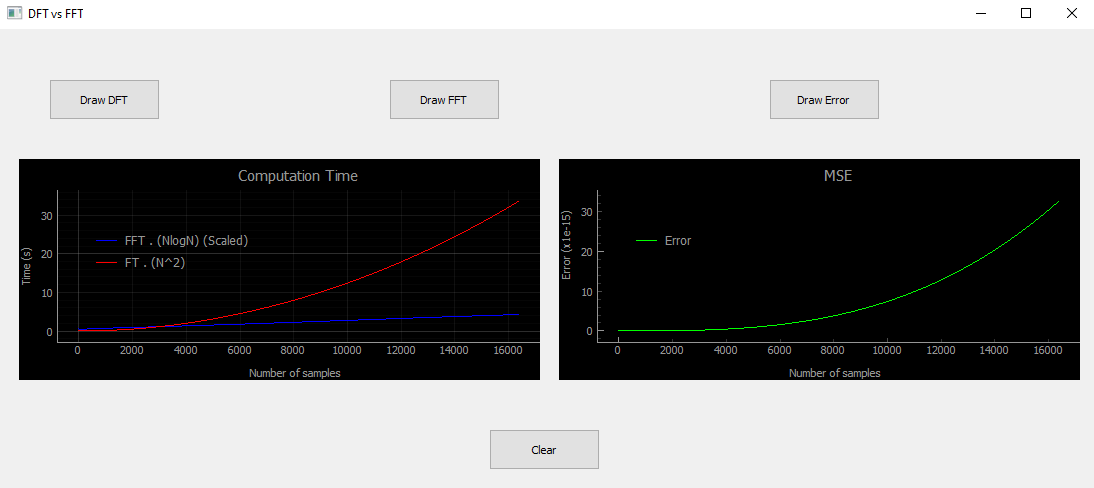 DFT vs FFT
Draw DFT
Draw FFT
Draw Error
Computation Time
Time (s)
30
20
10
0
FFT . (NlogN) (Scaled)
FT . (N^2)
0 2000 4000 6000 8000 10000 12000 14000 16000
Number of samples
MSE
Error (x1e-15)
30
20
10
0
Error
0 2000 4000 6000 8000 10000 12000 14000 16000
Number of samples
Clear